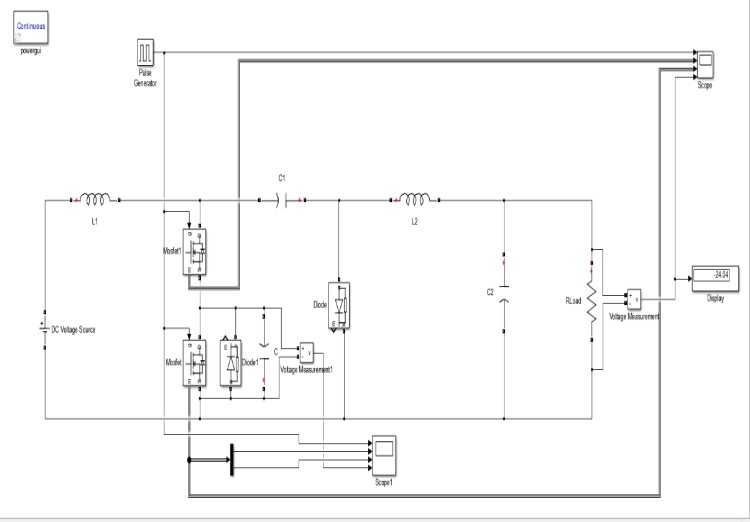 Continuous
powergui
Pulse
Generator
Scope
C1
L1
L2
Mosfet1
C2
Diode
RLoad
-24.04
Display
DC Voltage Source
Voltage Measurement
Mosfet
Diode1
C
Voltage Measurement1
Scope1